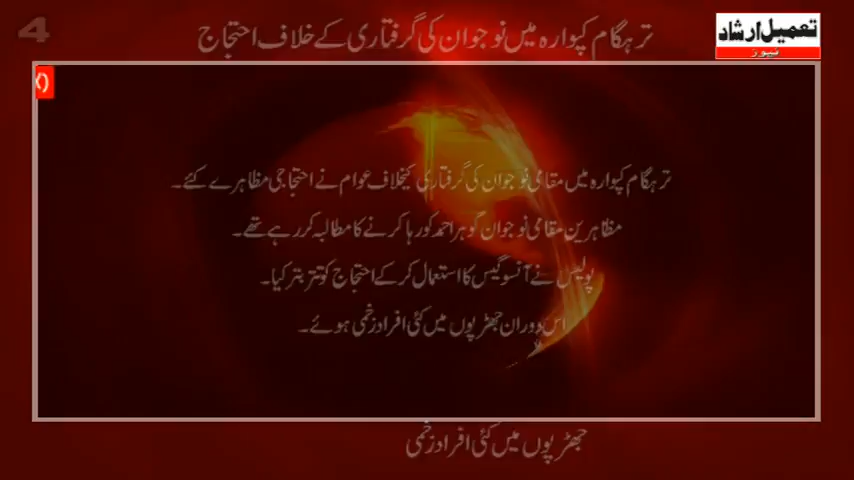 4
ترہگام کپوارہ میں نوجوان کی گرفتاری کے خلاف احتجاج
تعمیل ارشاد
نیوز
ترہگام کپوارہ میں مقامی نوجوان کی گرفتاری کیخلاف عوام نے احتجاجی مظاہرے کئے۔
مظاہرین مقامی نوجوان گوہر احمد کو رہا کرنے کا مطالبہ کر رہے تھے۔
پولیس نے آنسو گیس کا استعمال کر کے احتجاج کو تتر بتر کیا۔
اس دوران جھڑپوں میں کئی افراد زخمی ہوئے۔
جھڑپوں میں کئی افراد زخمی